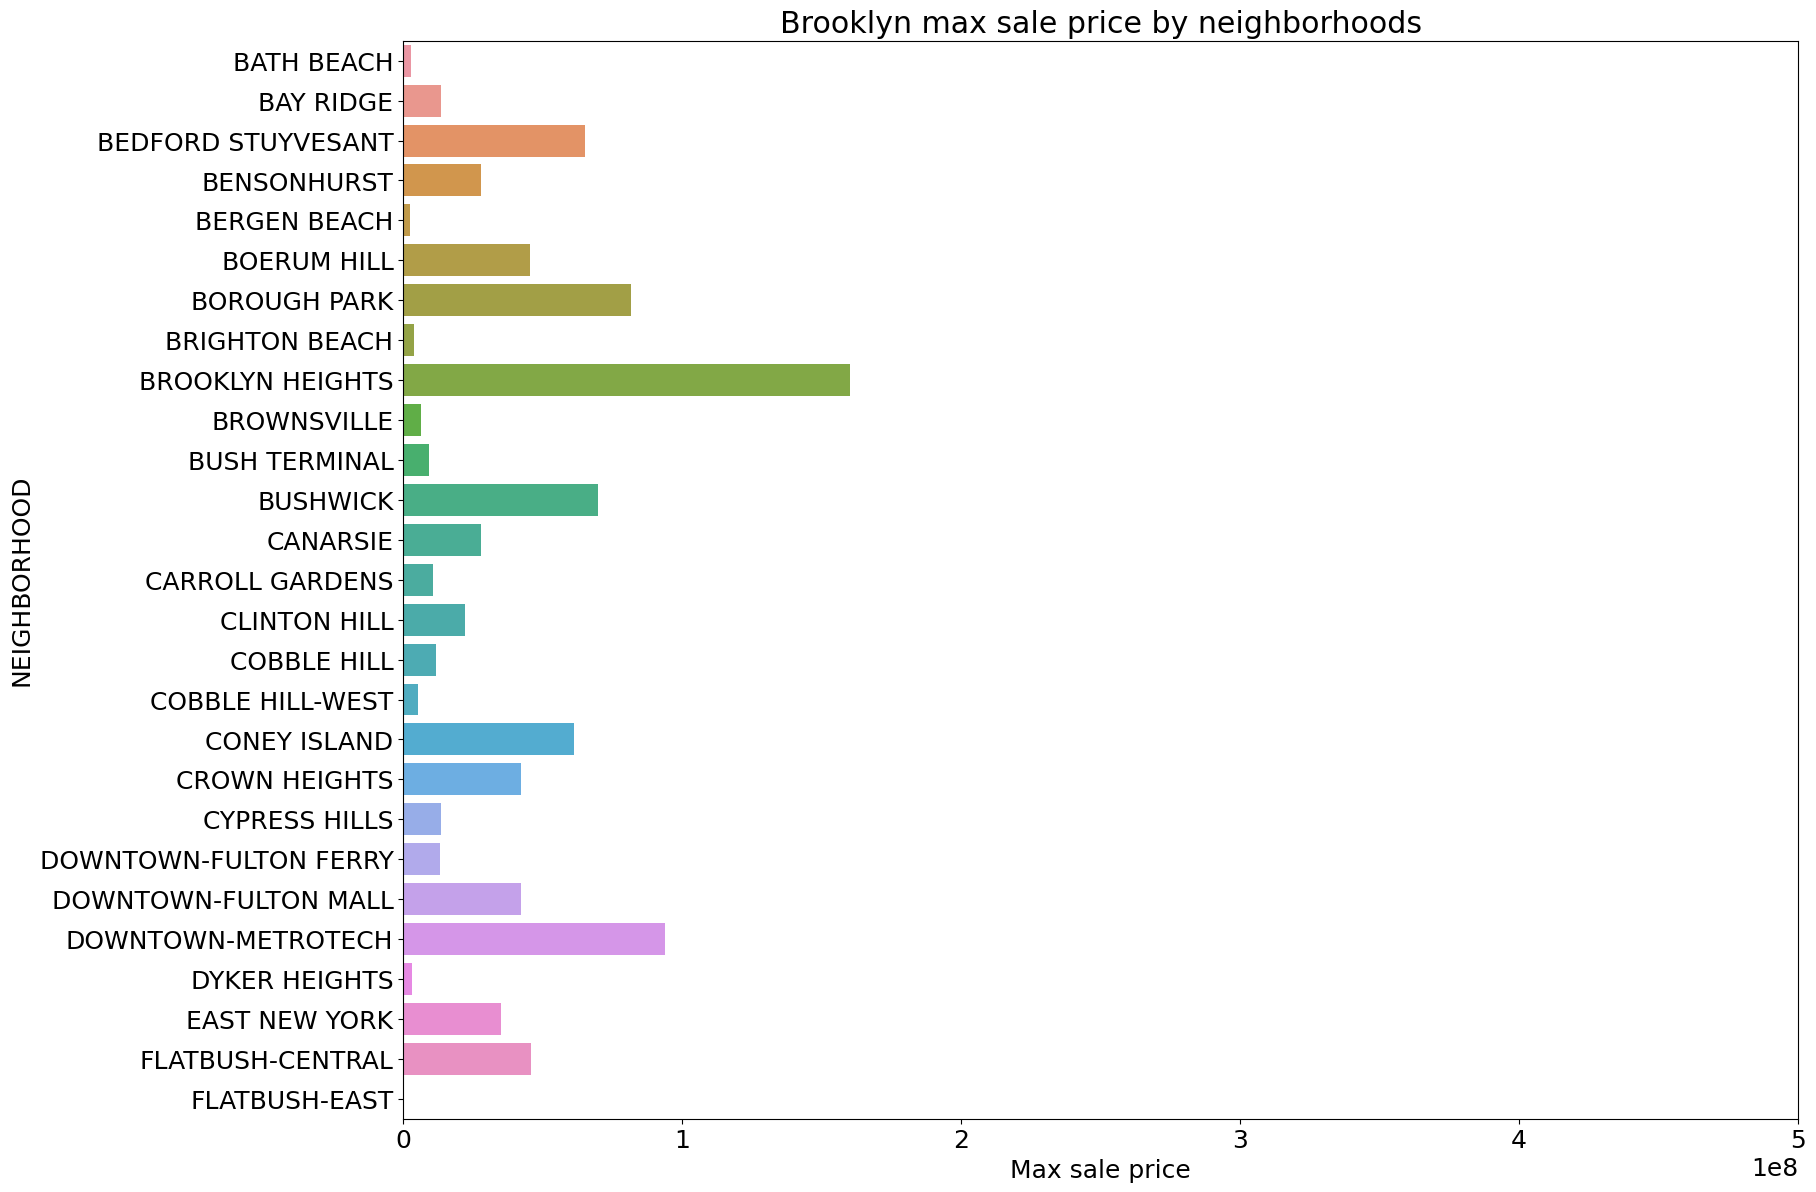 Brooklyn max sale price by neighborhoods
NEIGHBORHOOD
BATH BEACH
BAY RIDGE
BEDFORD STUYVESANT
BENSONHURST
BERGEN BEACH
BOERUM HILL
BOROUGH PARK
BRIGHTON BEACH
BROOKLYN HEIGHTS
BROWNSVILLE
BUSH TERMINAL
BUSHWICK
CANARSIE
CARROLL GARDENS
CLINTON HILL
COBBLE HILL
COBBLE HILL-WEST
CONEY ISLAND
CROWN HEIGHTS
CYPRESS HILLS
DOWNTOWN-FULTON FERRY
DOWNTOWN-FULTON MALL
DOWNTOWN-METROTECH
DYKER HEIGHTS
EAST NEW YORK
FLATBUSH-CENTRAL
FLATBUSH-EAST
0 1 2 3 4 5
Max sale price
1e8